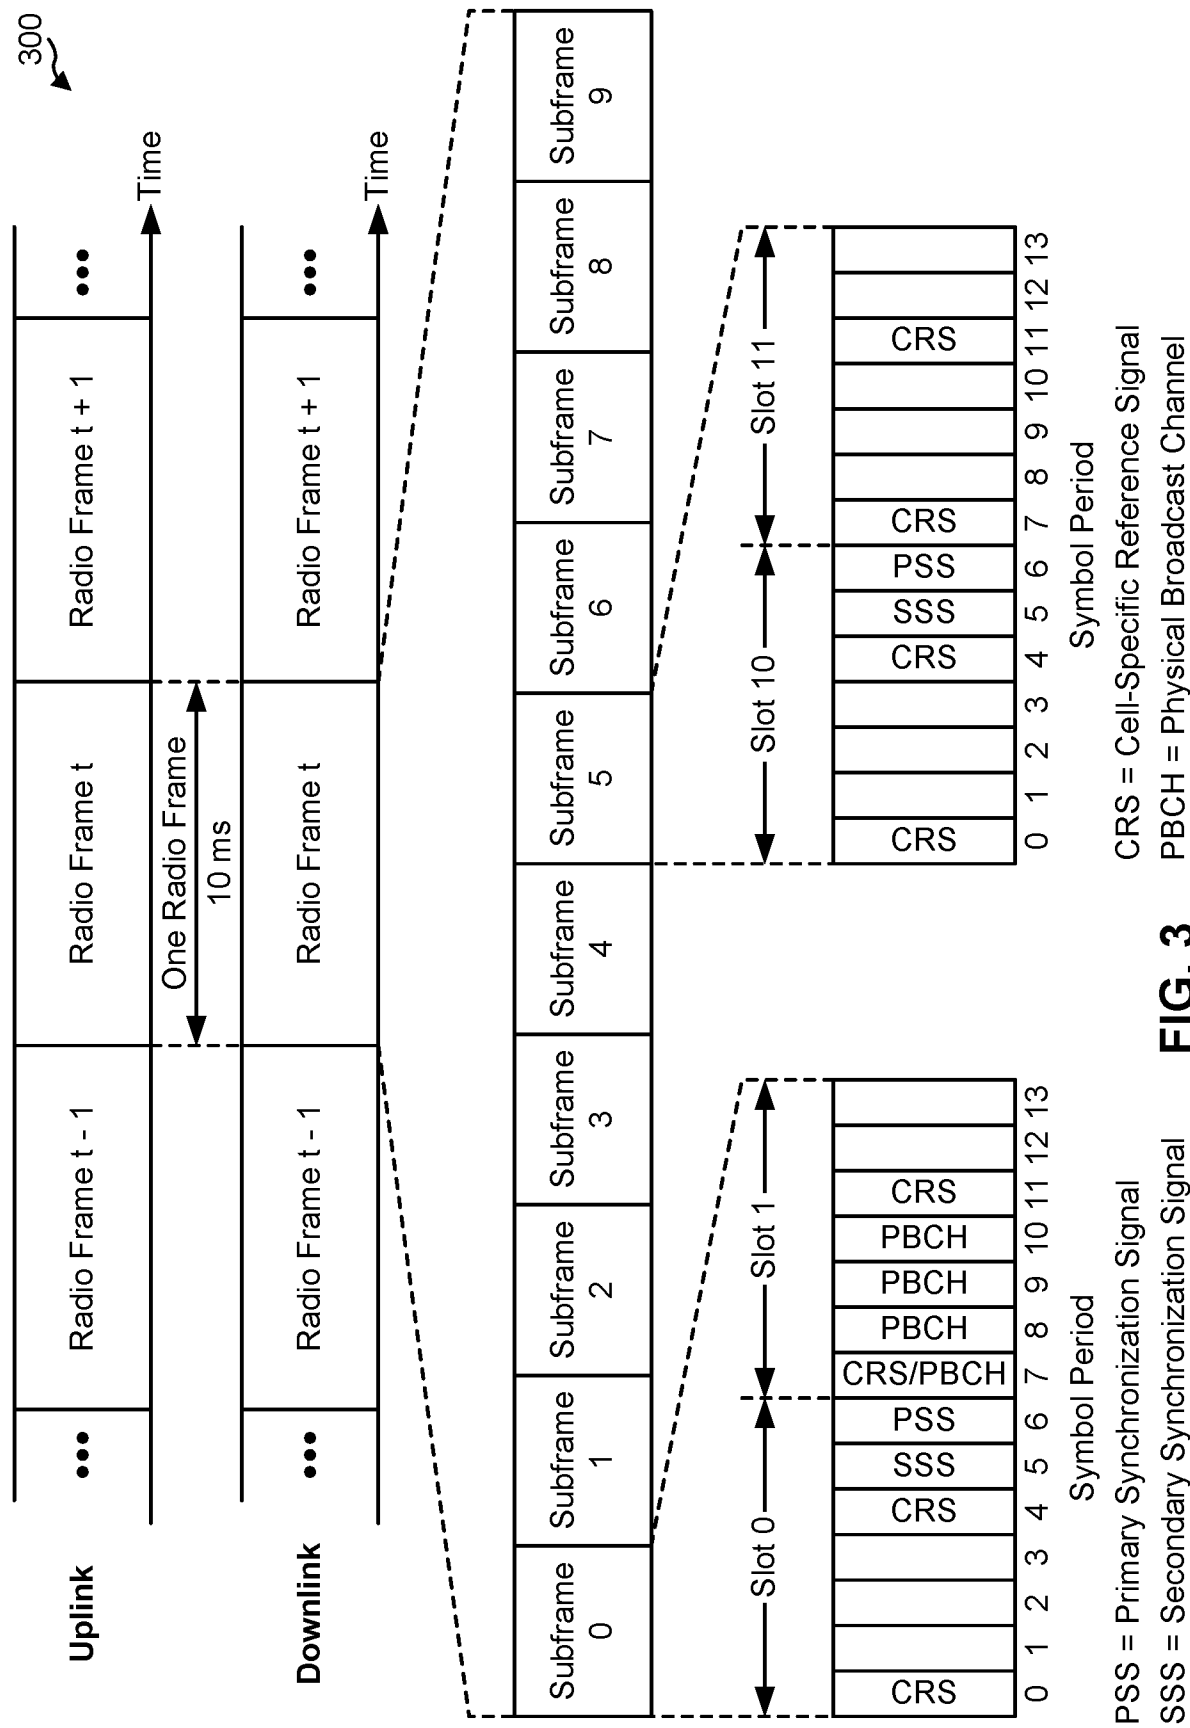 300
Uplink
Radio Frame t - 1
Radio Frame t
Radio Frame t + 1
Time
One Radio Frame
10 ms
Downlink
Radio Frame t - 1
Radio Frame t
Radio Frame t + 1
Time
Subframe 0
Subframe 1
Subframe 2
Subframe 3
Subframe 4
Subframe 5
Subframe 6
Subframe 7
Subframe 8
Subframe 9
Slot 0
Slot 1
Slot 10
Slot 11
CRS CRS SSS PSS CRS/PBCH PBCH PBCH PBCH CRS
0 1 2 3 4 5 6 7 8 9 10 11 12 13
Symbol Period
CRS CRS SSS PSS CRS CRS
0 1 2 3 4 5 6 7 8 9 10 11 12 13
Symbol Period
PSS = Primary Synchronization Signal
SSS = Secondary Synchronization Signal
CRS = Cell-Specific Reference Signal
PBCH = Physical Broadcast Channel
FIG. 3